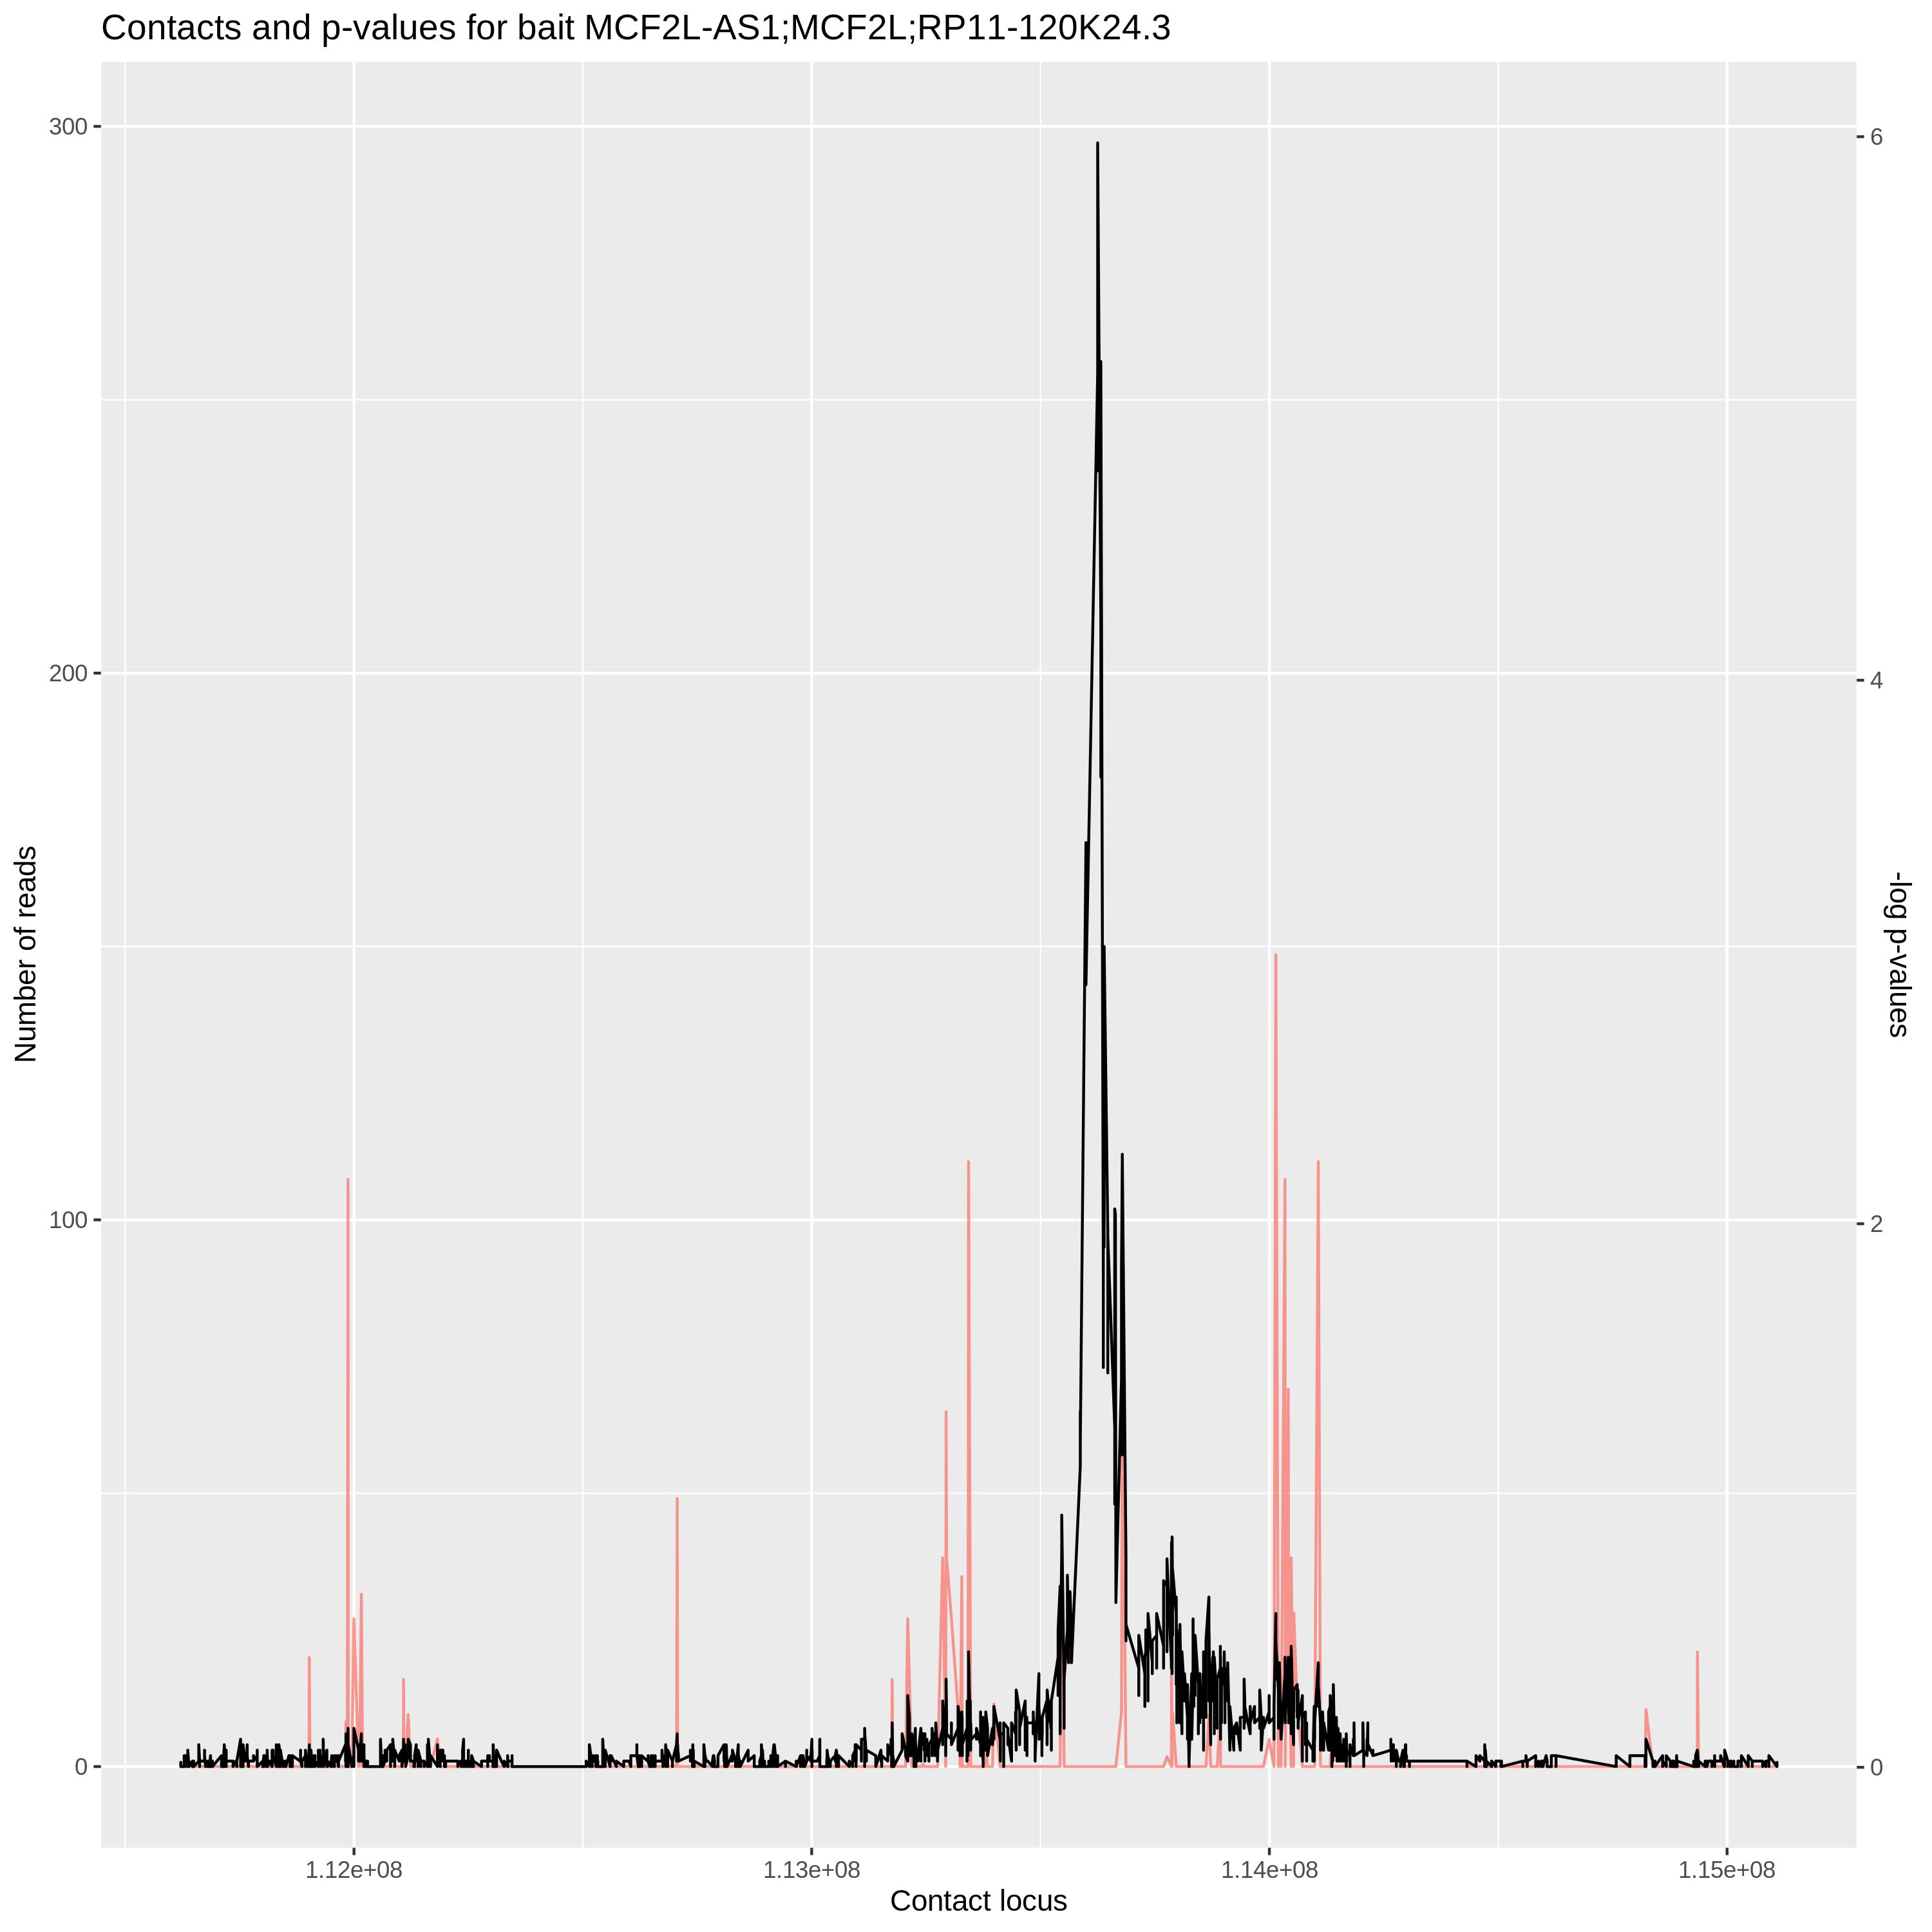 Contacts and p-values for bait MCF2L-AS1;MCF2L;RP11-120K24.3
300
200
100
0
6
4
2
0
Number of reads
-log p-values
1.12e+08
1.13e+08
1.14e+08
1.15e+08
Contact locus